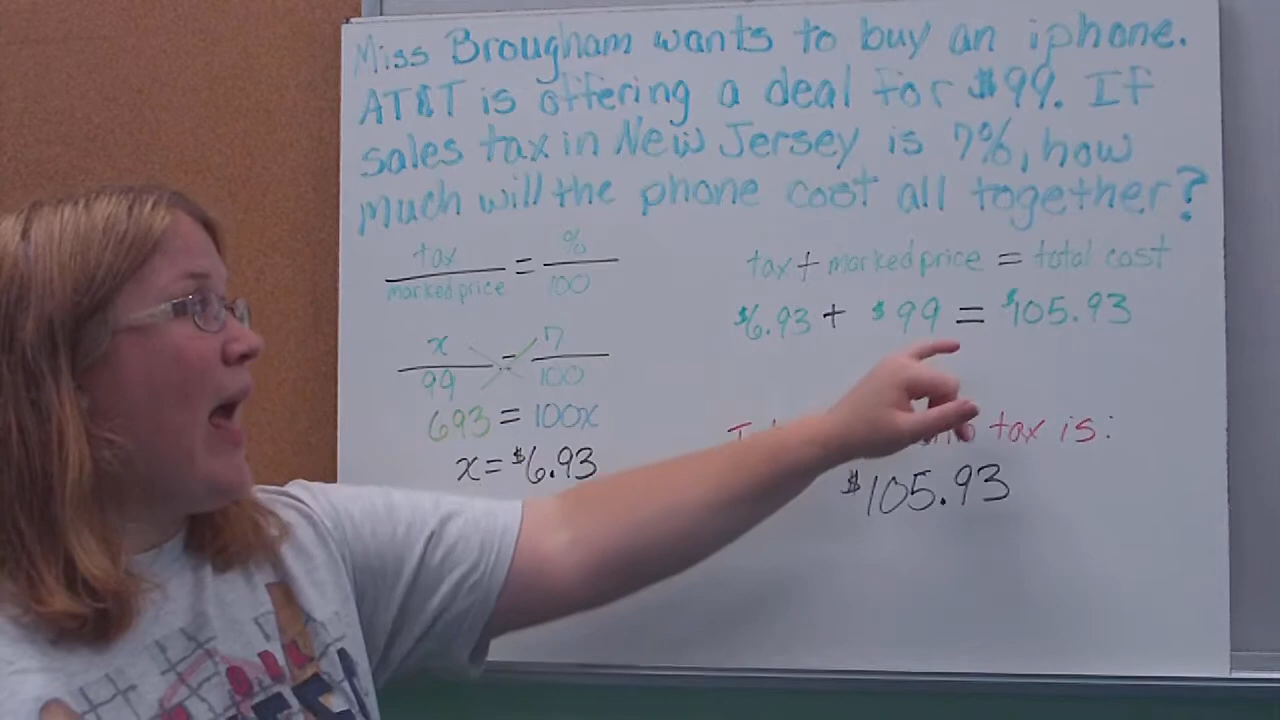 Miss Brougham wants to buy an iphone.
AT&T is offering a deal for $99. If
sales tax in New Jersey is 7%, how
much will the phone cost all together?
tax / marked price = % / 100
x / 99 = 7 / 100
693 = 100x
x = $6.93
tax + marked price = total cost
$6.93 + $99 = $105.93
tax is:
$105.93